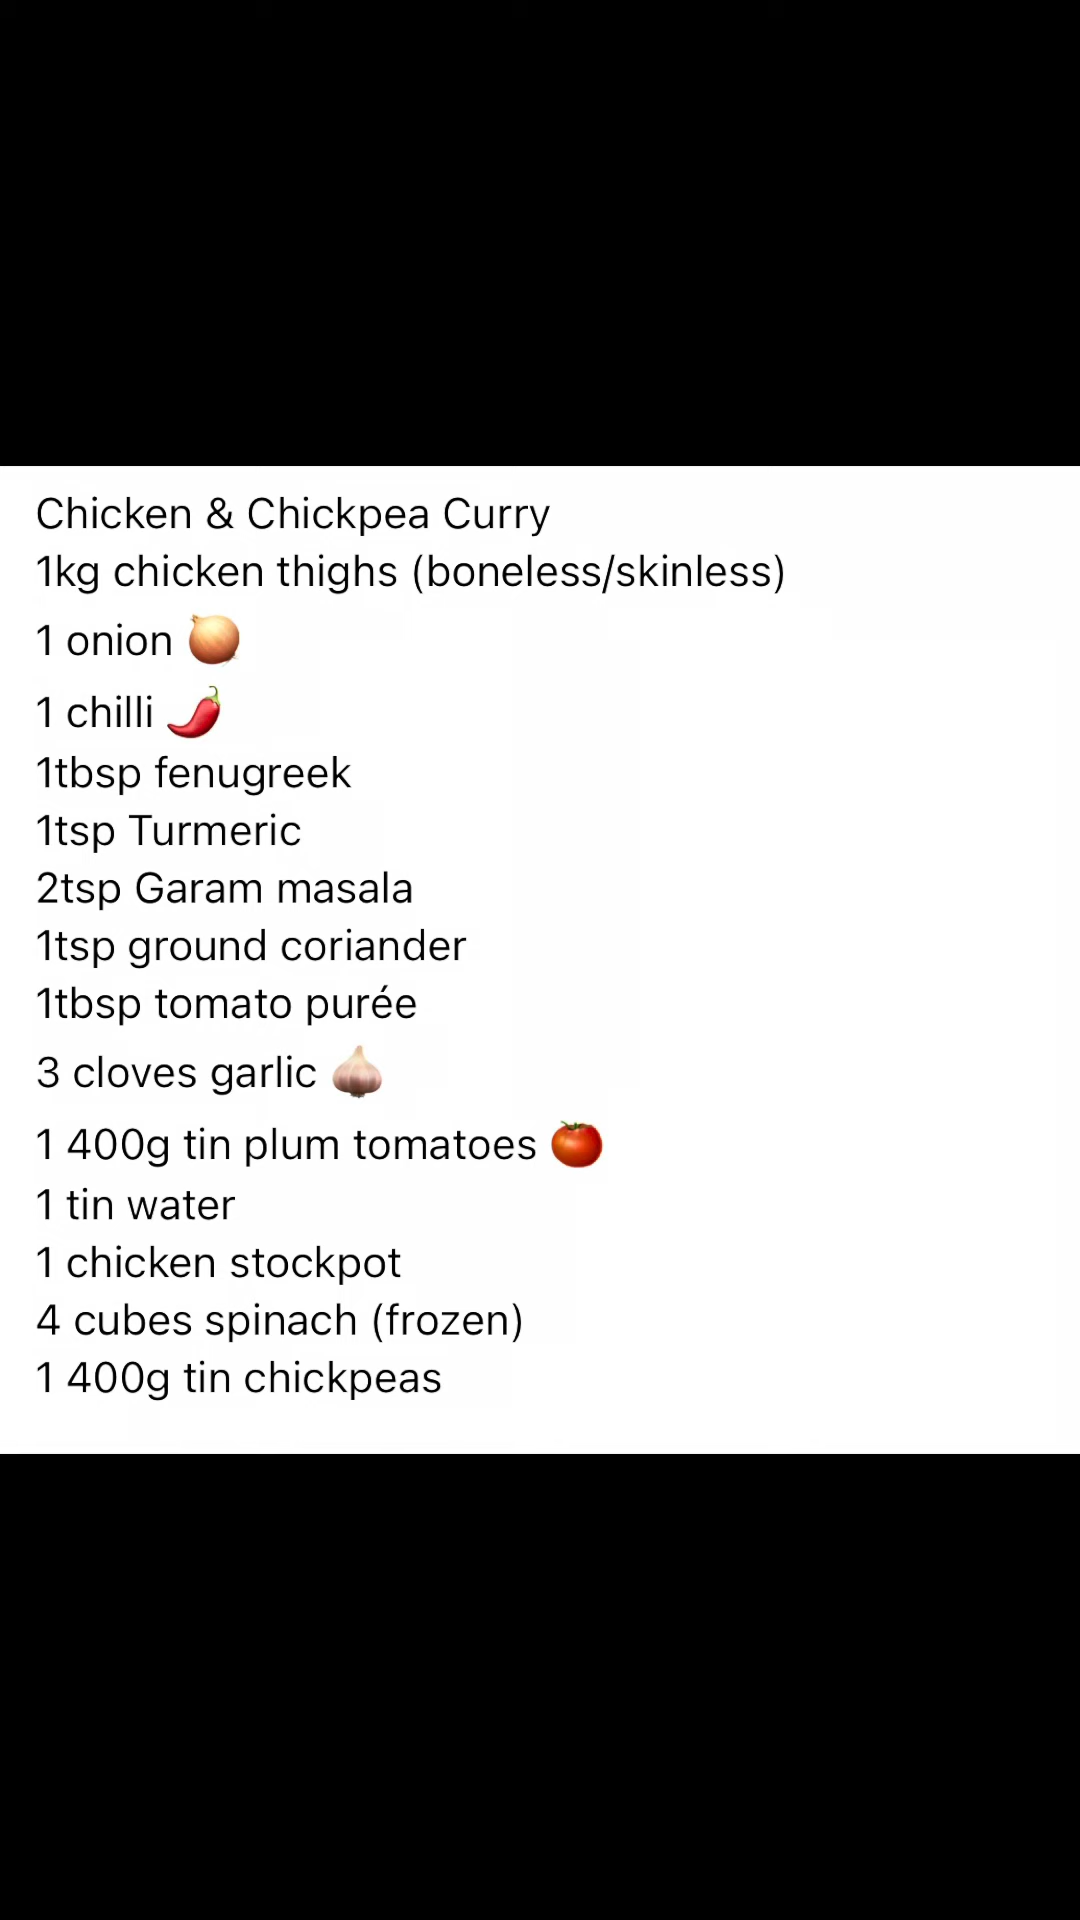 Chicken & Chickpea Curry
1kg chicken thighs (boneless/skinless)
1 onion 🧅
1 chilli 🌶️
1tbsp fenugreek
1tsp Turmeric
2tsp Garam masala
1tsp ground coriander
1tbsp tomato purée
3 cloves garlic 🧄
1 400g tin plum tomatoes 🍅
1 tin water
1 chicken stockpot
4 cubes spinach (frozen)
1 400g tin chickpeas